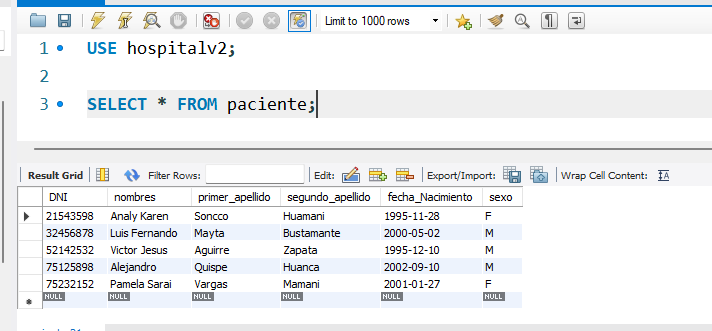 Limit to 1000 rows
1 USE hospitalv2;
2
3 SELECT * FROM paciente;
Result Grid Filter Rows: Edit: Export/Import: Wrap Cell Content:
DNI nombres primer_apellido segundo_apellido fecha_Nacimiento sexo
21543598 Analy Karen Soncco Huamani 1995-11-28 F
32456878 Luis Fernando Mayta Bustamante 2000-05-02 M
52142532 Victor Jesus Aguirre Zapata 1995-12-10 M
75125898 Alejandro Quispe Huanca 2002-09-10 M
75232152 Pamela Sarai Vargas Mamani 2001-01-27 F
NULL NULL NULL NULL NULL NULL